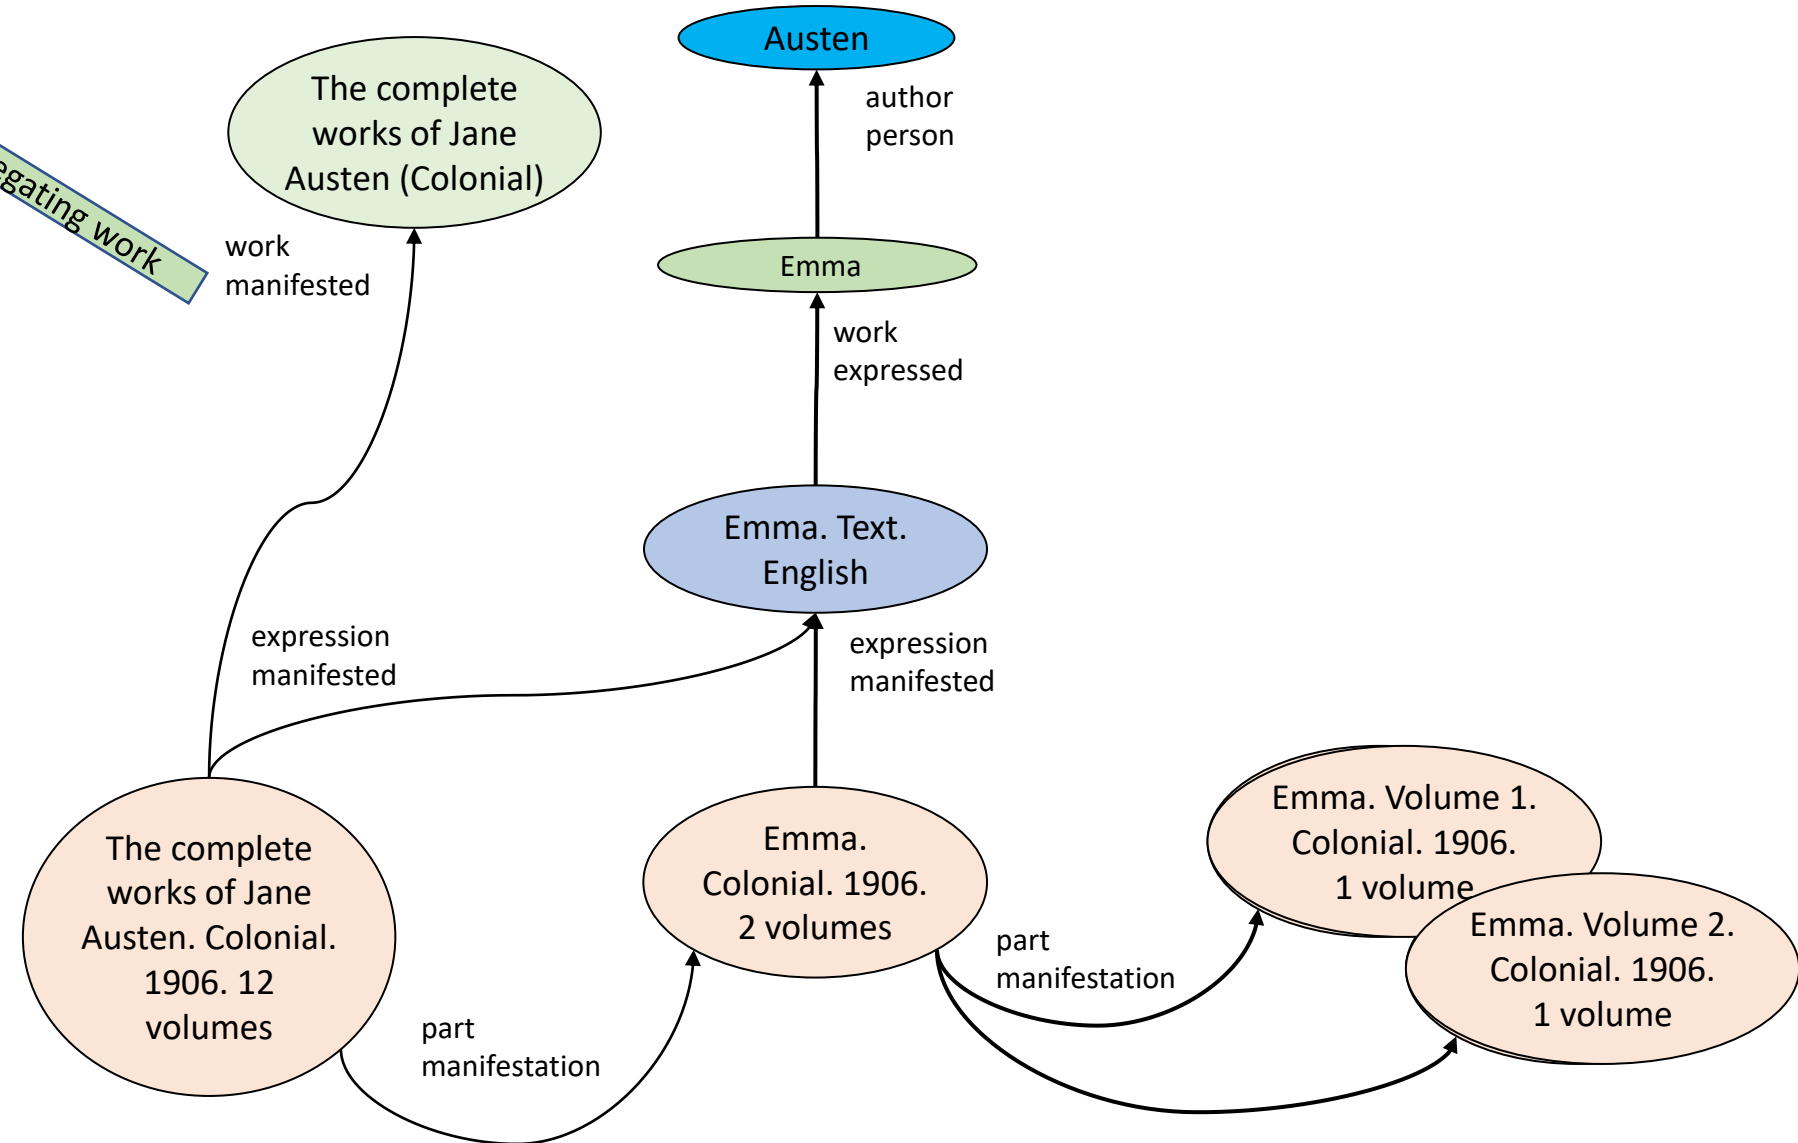 Austen
The complete
works of Jane
Austen (Colonial)
author
person
egating work
work
manifested
Emma
work
expressed
Emma. Text.
English
expression
manifested
expression
manifested
The complete
works of Jane
Austen. Colonial.
1906. 12
volumes
Emma.
Colonial. 1906.
2 volumes
Emma. Volume 1.
Colonial. 1906.
1 volume
Emma. Volume 2.
Colonial. 1906.
1 volume
part
manifestation
part
manifestation